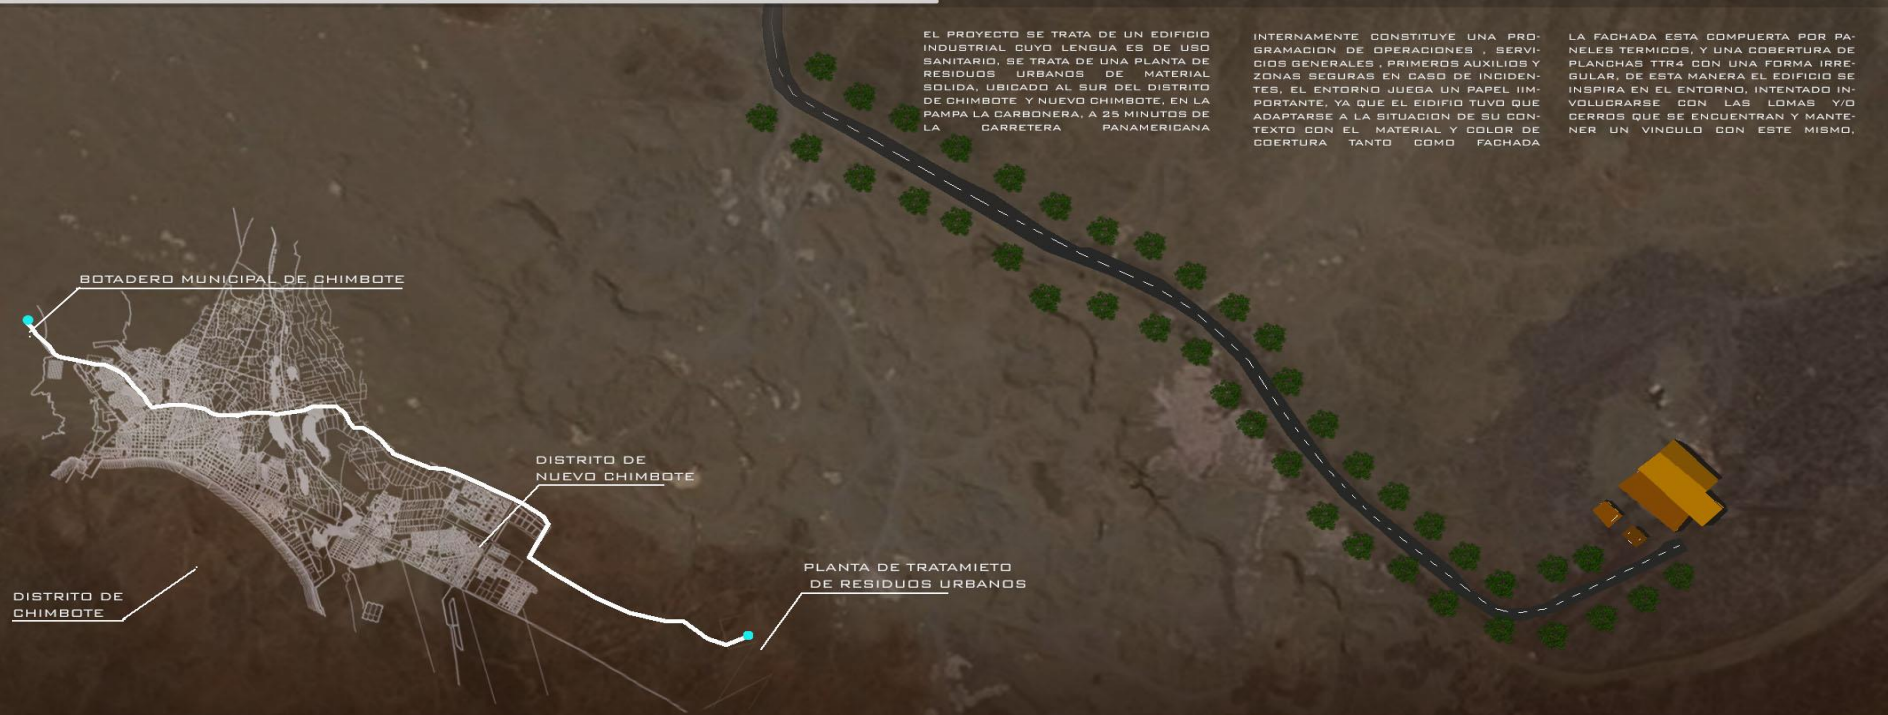 EL PROYECTO SE TRATA DE UN EDIFICIO
INDUSTRIAL CUYO LENGUA ES DE USO
SANITARIO, SE TRATA DE UNA PLANTA DE
RESIDUOS URBANOS DE MATERIAL
SOLIDA, UBICADO AL SUR DEL DISTRITO
DE CHIMBOTE Y NUEVO CHIMBOTE, EN LA
PAMPA LA CARBONERA, A 25 MINUTOS DE
LA CARRETERA PANAMERICANA
INTERNAMENTE CONSTITUYE UNA PRO-
GRAMACION DE OPERACIONES , SERVI-
CIOS GENERALES , PRIMEROS AUXILIOS Y
ZONAS SEGURAS EN CASO DE INCIDEN-
TES, EL ENTORNO JUEGA UN PAPEL IIM-
PORTANTE, YA QUE EL EIDIFIO TUVO QUE
ADAPTARSE A LA SITUACION DE SU CON-
TEXTO CON EL MATERIAL Y COLOR DE
COERTURA TANTO COMO FACHADA
LA FACHADA ESTA COMPUERTA POR PA-
NELES TERMICOS, Y UNA COBERTURA DE
PLANCHAS TTR4 CON UNA FORMA IRRE-
GULAR, DE ESTA MANERA EL EDIFICIO SE
INSPIRA EN EL ENTORNO, INTENTADO IN-
VOLUCRARSE CON LAS LOMAS Y/O
CERROS QUE SE ENCUENTRAN Y MANTE-
NER UN VINCULO CON ESTE MISMO,
BOTADERO MUNICIPAL DE CHIMBOTE
DISTRITO DE
NUEVO CHIMBOTE
PLANTA DE TRATAMIETO
DE RESIDUOS URBANOS
DISTRITO DE
CHIMBOTE